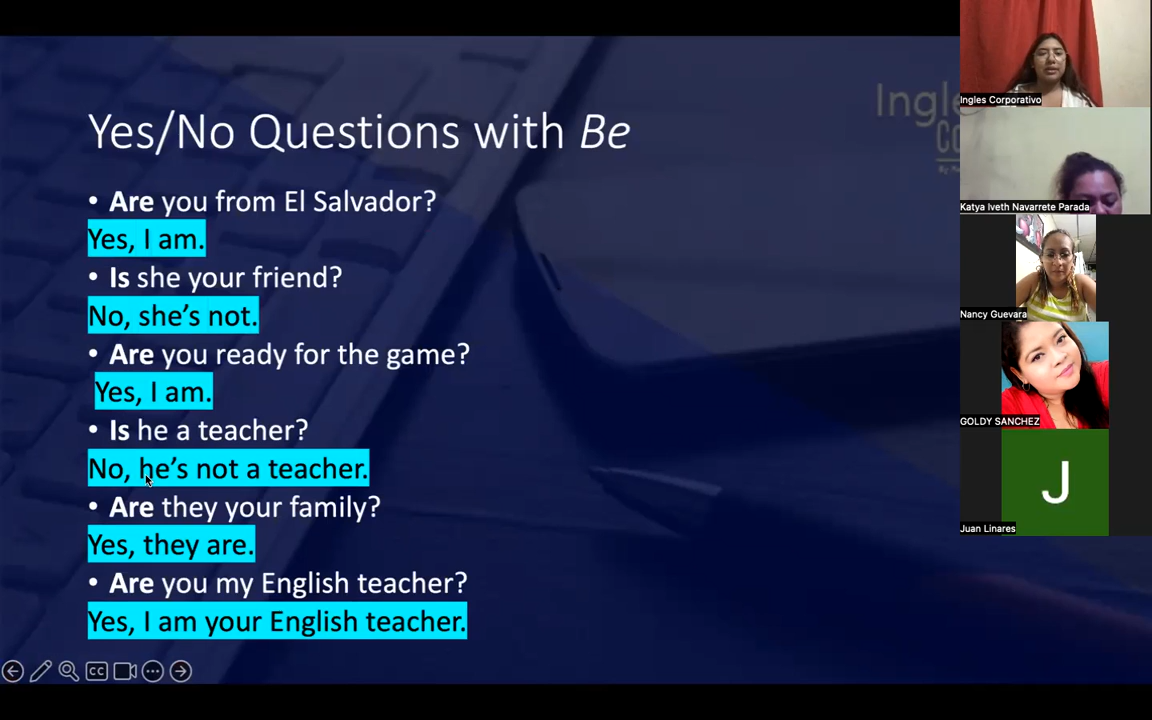 Yes/No Questions with Be
• Are you from El Salvador?
Yes, I am.
• Is she your friend?
No, she’s not.
• Are you ready for the game?
Yes, I am.
• Is he a teacher?
No, he’s not a teacher.
• Are they your family?
Yes, they are.
• Are you my English teacher?
Yes, I am your English teacher.
CC
Ingles Corporativo
Katya Iveth Navarrete Parada
Nancy Guevara
GOLDY SANCHEZ
J
Juan Linares